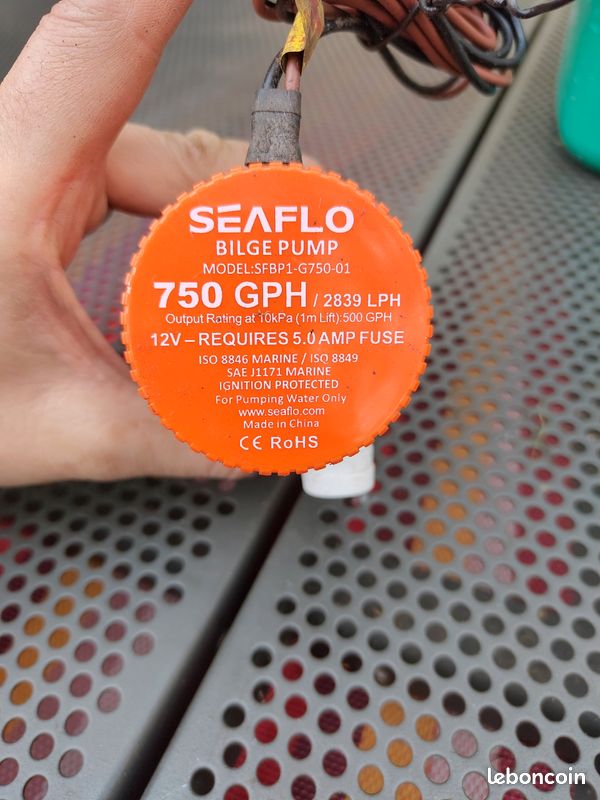 SEAFLO
BILGE PUMP
MODEL:SFBP1-G750-01
750 GPH / 2839 LPH
Output Rating at 10kPa (1m Lift):500 GPH
12V – REQUIRES 5.0 AMP FUSE
ISO 8846 MARINE / ISO 8849
SAE J1171 MARINE
IGNITION PROTECTED
For Pumping Water Only
www.seaflo.com
Made in China
CE RoHS
leboncoin